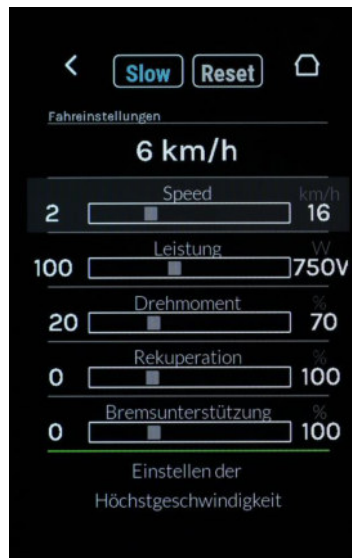 Slow Reset
Fahreinstellungen
6 km/h
Speed km/h
2 16
Leistung W
100 750W
Drehmoment %
20 70
Rekuperation %
0 100
Bremsunterstützung %
0 100
Einstellen der
Höchstgeschwindigkeit